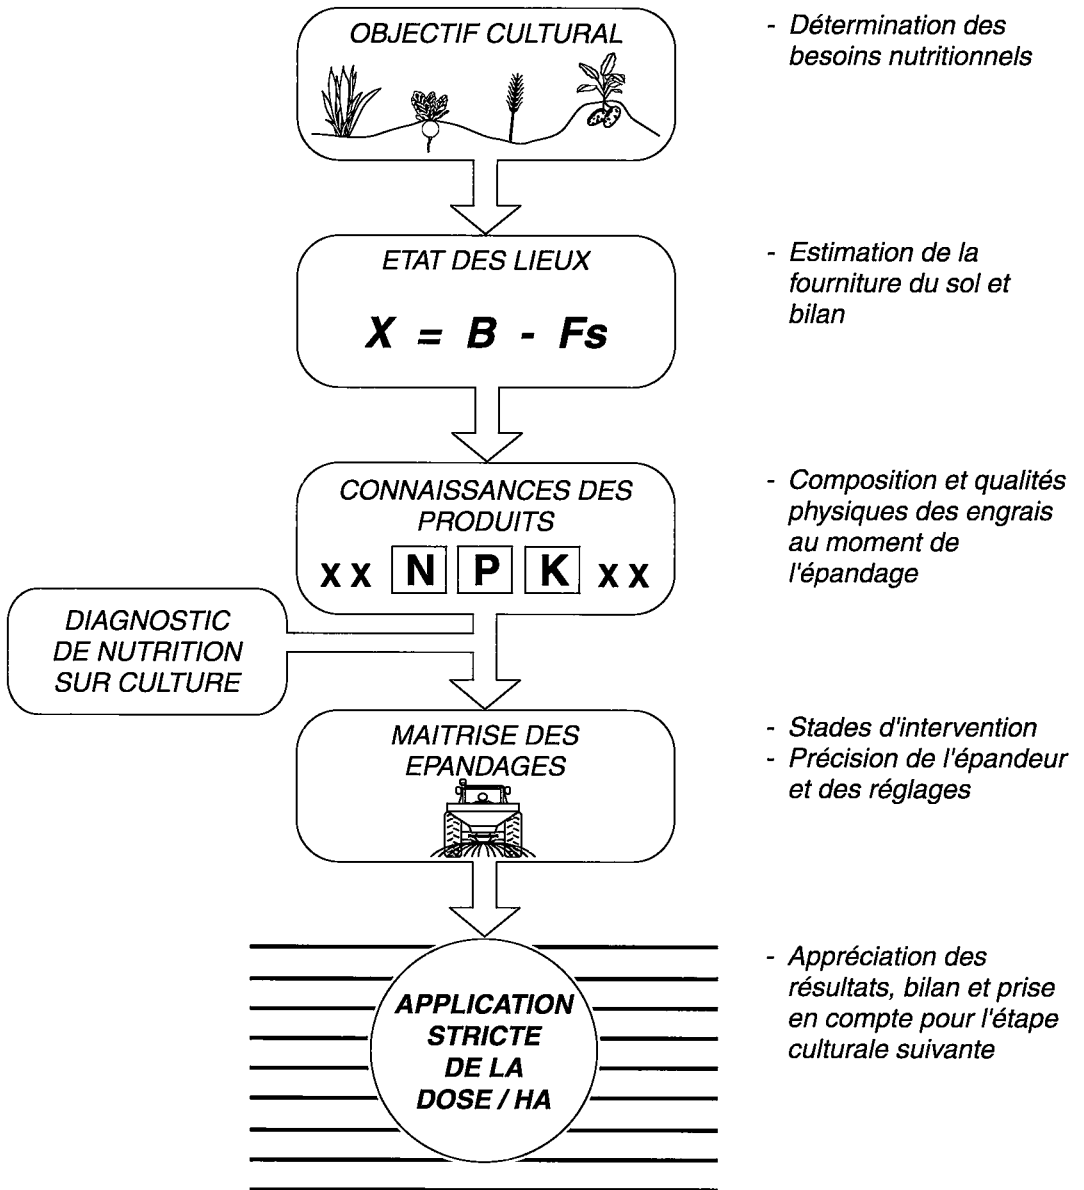 OBJECTIF CULTURAL
- Détermination des
besoins nutritionnels
ETAT DES LIEUX
X = B - Fs
- Estimation de la
fourniture du sol et
bilan
CONNAISSANCES DES
PRODUITS
x x N P K x x
- Composition et qualités
physiques des engrais
au moment de
l'épandage
DIAGNOSTIC
DE NUTRITION
SUR CULTURE
MAITRISE DES
EPANDAGES
- Stades d'intervention
- Précision de l'épandeur
et des réglages
APPLICATION
STRICTE
DE LA
DOSE / HA
- Appréciation des
résultats, bilan et prise
en compte pour l'étape
culturale suivante